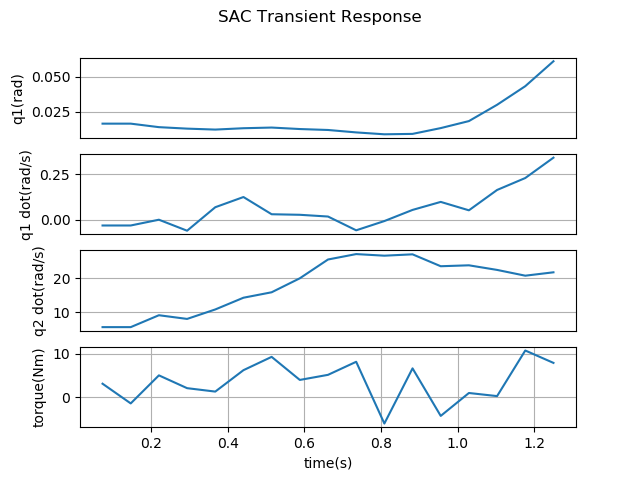 SAC Transient Response
q1(rad)
0.050
0.025
q1 dot(rad/s)
0.25
0.00
q2 dot(rad/s)
20
10
torque(Nm)
10
0
0.2 0.4 0.6 0.8 1.0 1.2
time(s)